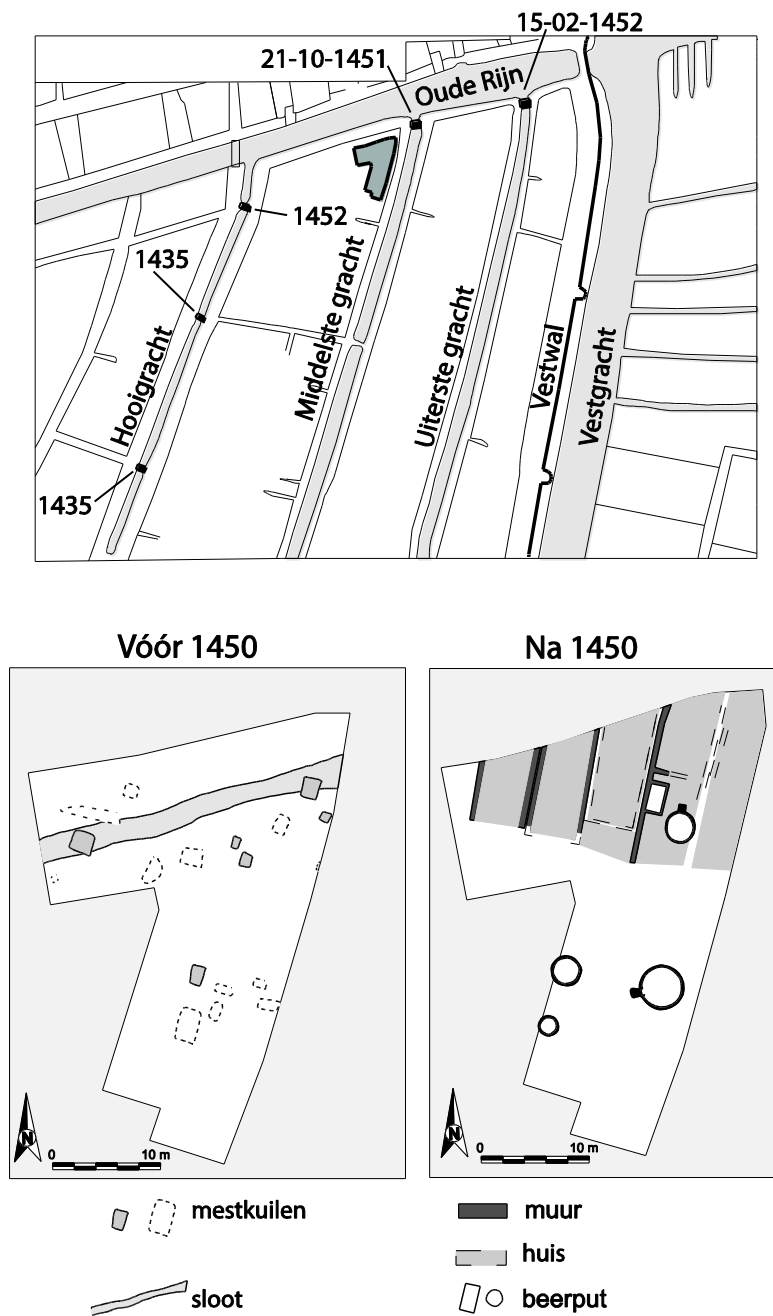 15-02-1452
21-10-1451
Oude Rijn
1452
1435
Hooigracht
Middelste gracht
Uiterste gracht
Vestwal
Vestgracht
1435
Vóór 1450
Na 1450
N
0 10 m
N
0 10 m
mestkuilen
sloot
muur
huis
beerput